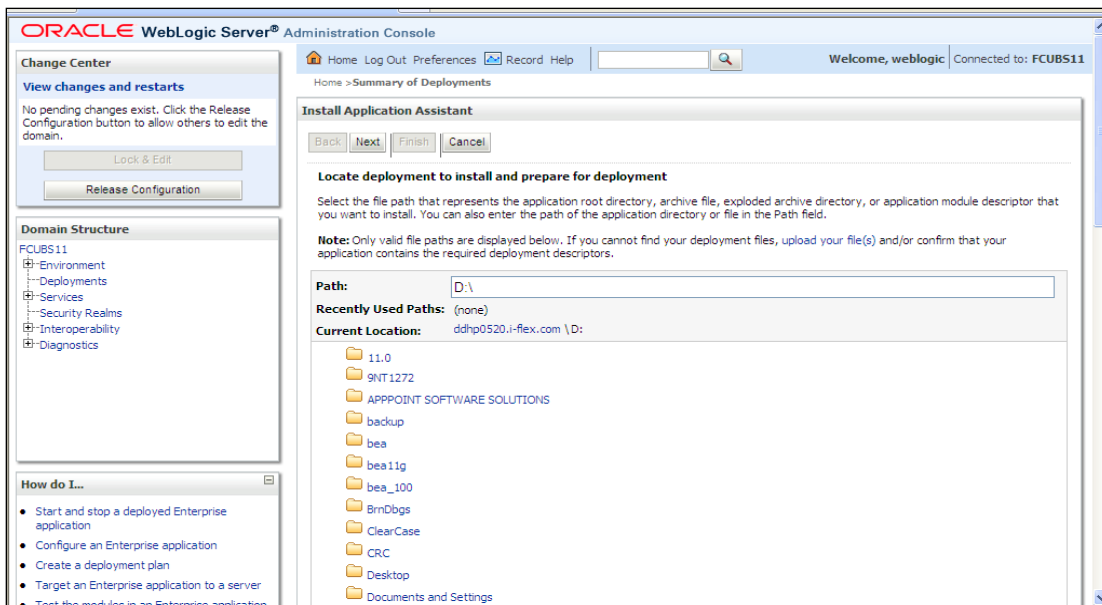 ORACLE WebLogic Server® Administration Console
Change Center
View changes and restarts
No pending changes exist. Click the Release
Configuration button to allow others to edit the
domain.
Lock & Edit
Release Configuration
Domain Structure
FCUBS11
Environment
Deployments
Services
Security Realms
Interoperability
Diagnostics
How do I...
Start and stop a deployed Enterprise
application
Configure an Enterprise application
Create a deployment plan
Target an Enterprise application to a server
Test the modules in an Enterprise application
Home Log Out Preferences Record Help
Welcome, weblogic Connected to: FCUBS11
Home >Summary of Deployments
Install Application Assistant
Back Next Finish Cancel
Locate deployment to install and prepare for deployment
Select the file path that represents the application root directory, archive file, exploded archive directory, or application module descriptor that
you want to install. You can also enter the path of the application directory or file in the Path field.
Note: Only valid file paths are displayed below. If you cannot find your deployment files, upload your file(s) and/or confirm that your
application contains the required deployment descriptors.
Path: D:\
Recently Used Paths: (none)
Current Location: ddhp0520.i-flex.com \D:
11.0
9NT1272
APPPOINT SOFTWARE SOLUTIONS
backup
bea
bea11g
bea_100
BrnDbgs
ClearCase
CRC
Desktop
Documents and Settings